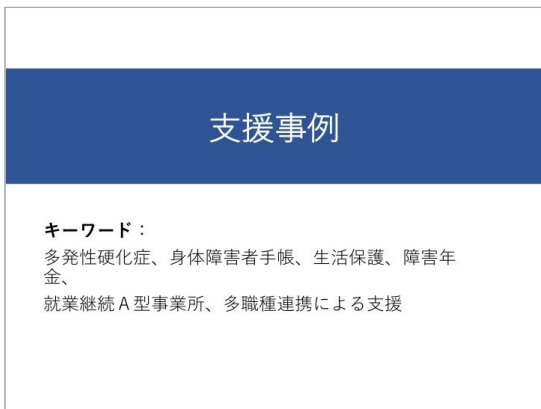 支援事例
キーワード：
多発性硬化症、身体障害者手帳、生活保護、障害年
金、
就業継続Ａ型事業所、多職種連携による支援